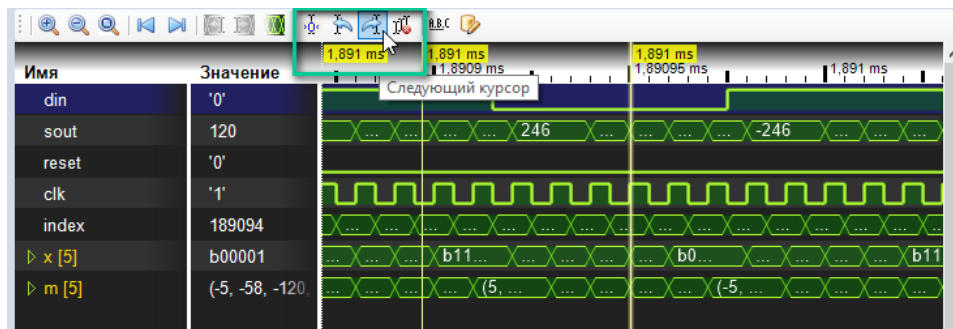 A.B.C
1,891 ms 1,891 ms 1,891 ms
Имя Значение 1,8909 ms 1,89095 ms 1,891 ms
Следующий курсор
din '0'
sout 120 ... ... ... ... 246 ... ... ... ... -246 ... ...
reset '0'
clk '1'
index 189094 ... ... ... ... ... ... ... ... ... ... ... ... ... ... ...
x [5] b00001 ... ... b11... ... ... ... b0... ... ... b11
m [5] (-5, -58, -120, ... ... ... (5, ... ... ... ... ... (-5, ... ... ...